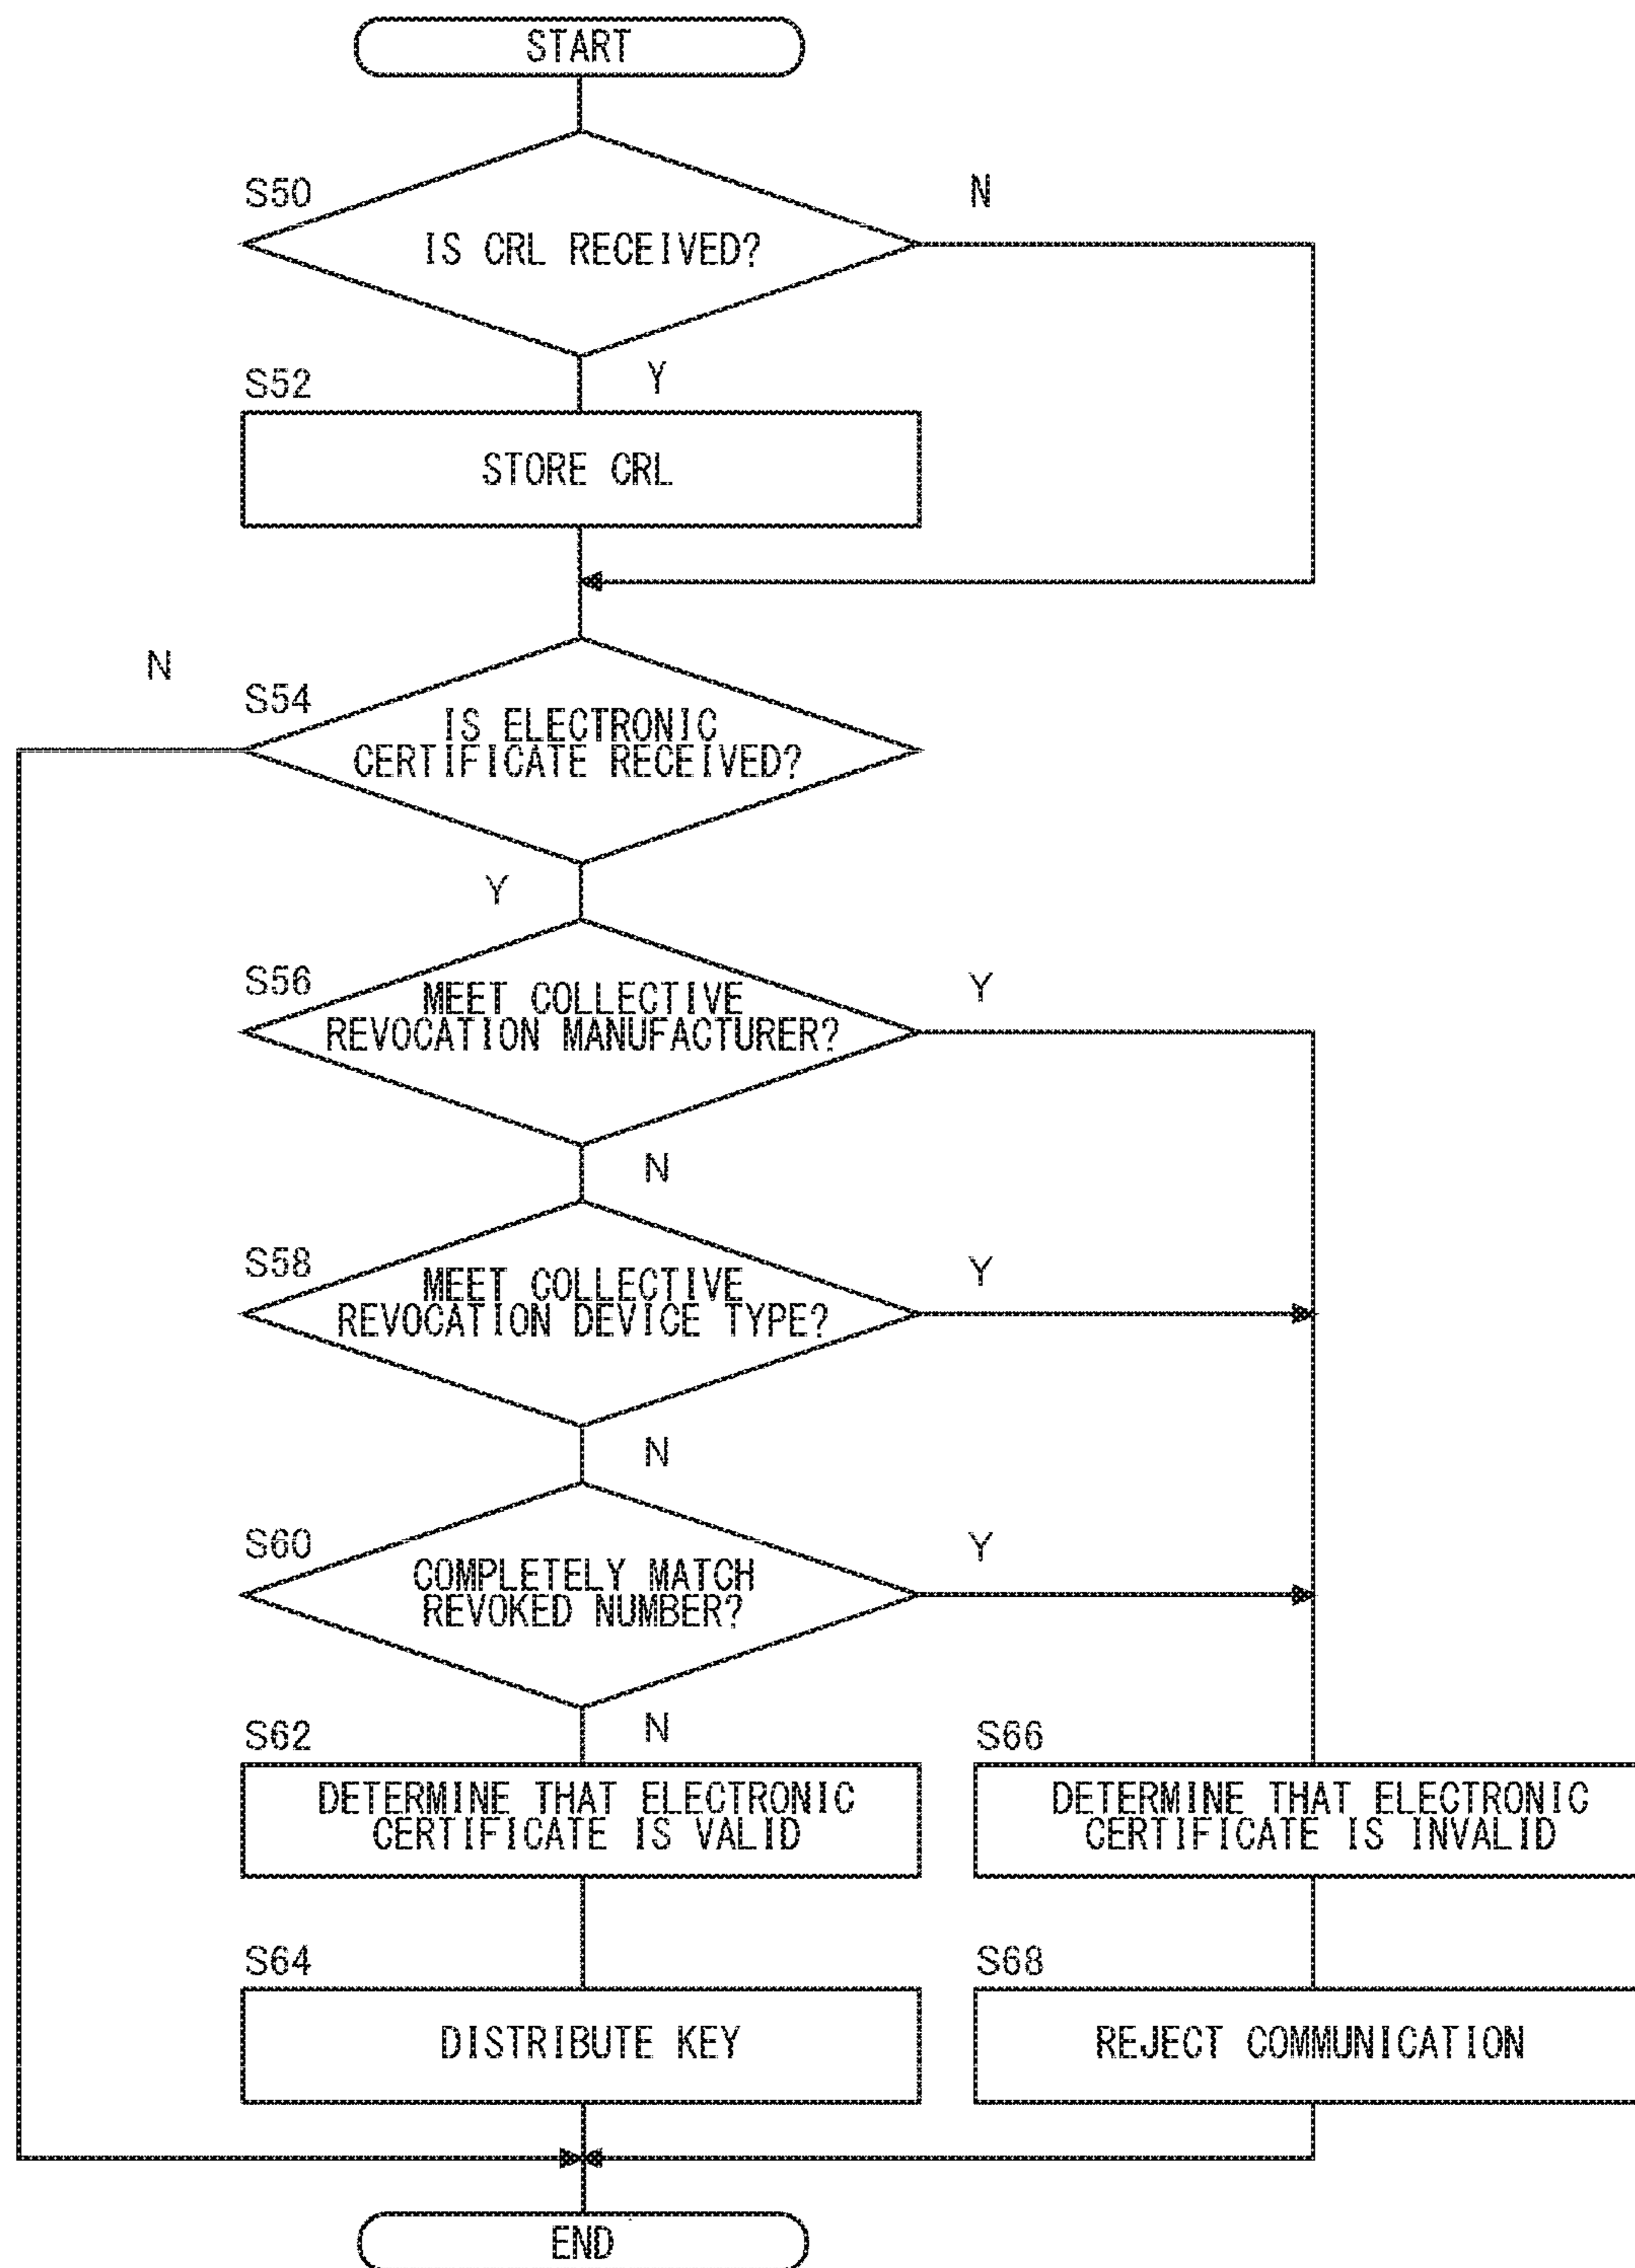 START
S50
N
IS CRL RECEIVED?
Y
S52
STORE CRL
N
S54
IS ELECTRONIC
CERTIFICATE RECEIVED?
Y
S56
Y
MEET COLLECTIVE
REVOCATION MANUFACTURER?
N
S58
Y
MEET COLLECTIVE
REVOCATION DEVICE TYPE?
N
S60
Y
COMPLETELY MATCH
REVOKED NUMBER?
N
S62
DETERMINE THAT ELECTRONIC
CERTIFICATE IS VALID
S66
DETERMINE THAT ELECTRONIC
CERTIFICATE IS INVALID
S64
DISTRIBUTE KEY
S68
REJECT COMMUNICATION
END